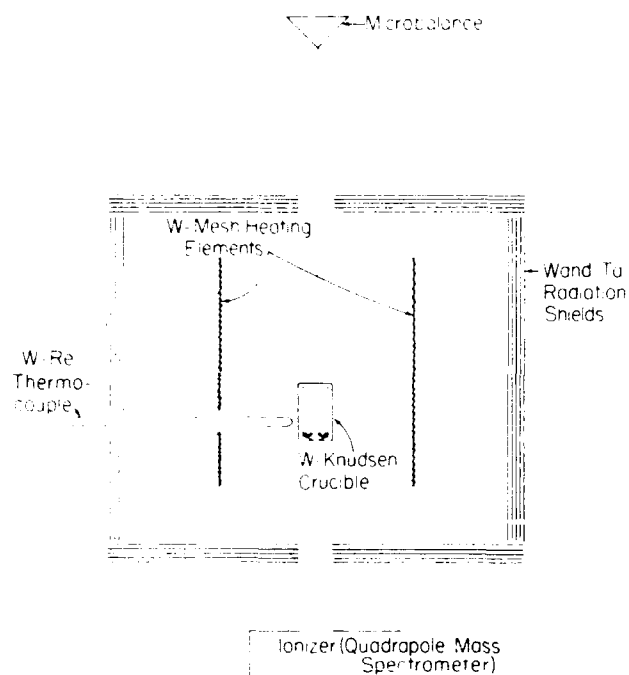 Microbalance
W-Mesh Heating
Elements
W and Ta
Radiation
Shields
W-Re
Thermo-
couple
W-Knudsen
Crucible
Ionizer (Quadrapole Mass
Spectrometer)